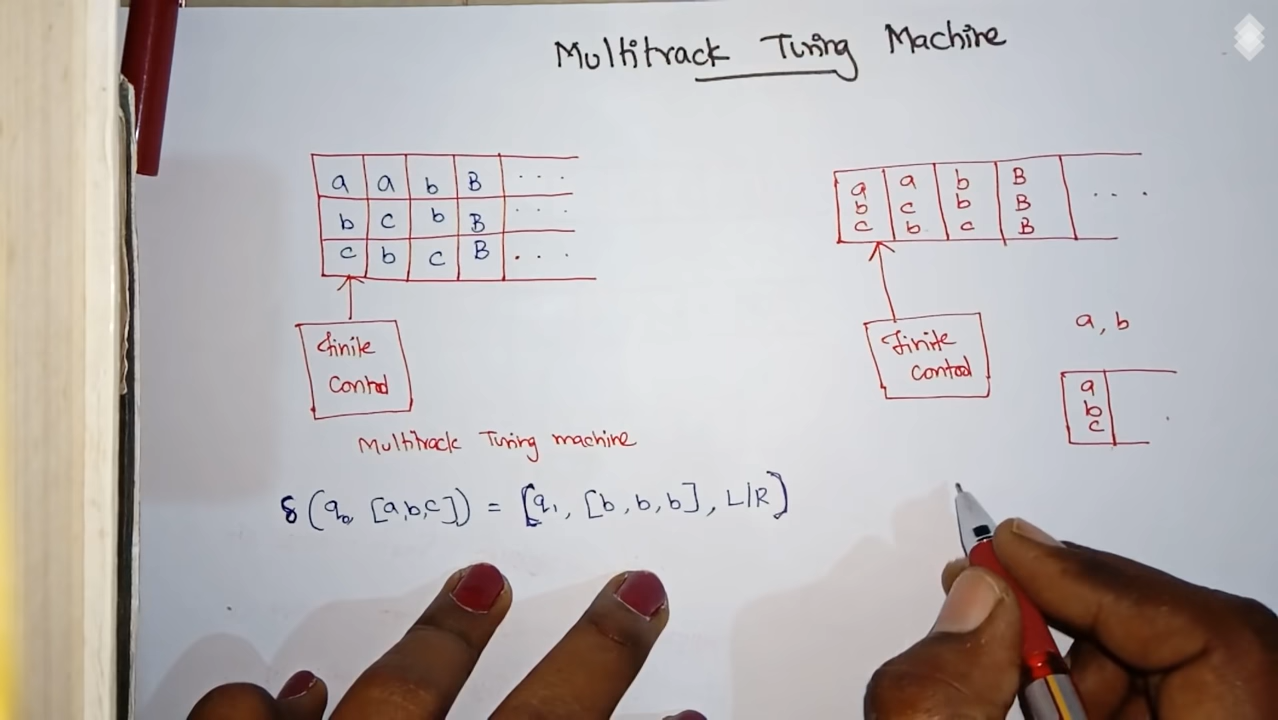 Multitrack Turing Machine
a a b B ...
b c b B ...
c b c B ...
Finite
Control
Multitrack Turing machine
δ(q₀ [a,b,c]) = [q₁, [b, b, b], L/R)
a a b B
b c b B ...
c b c B
Finite
Control
a, b
a
b
c